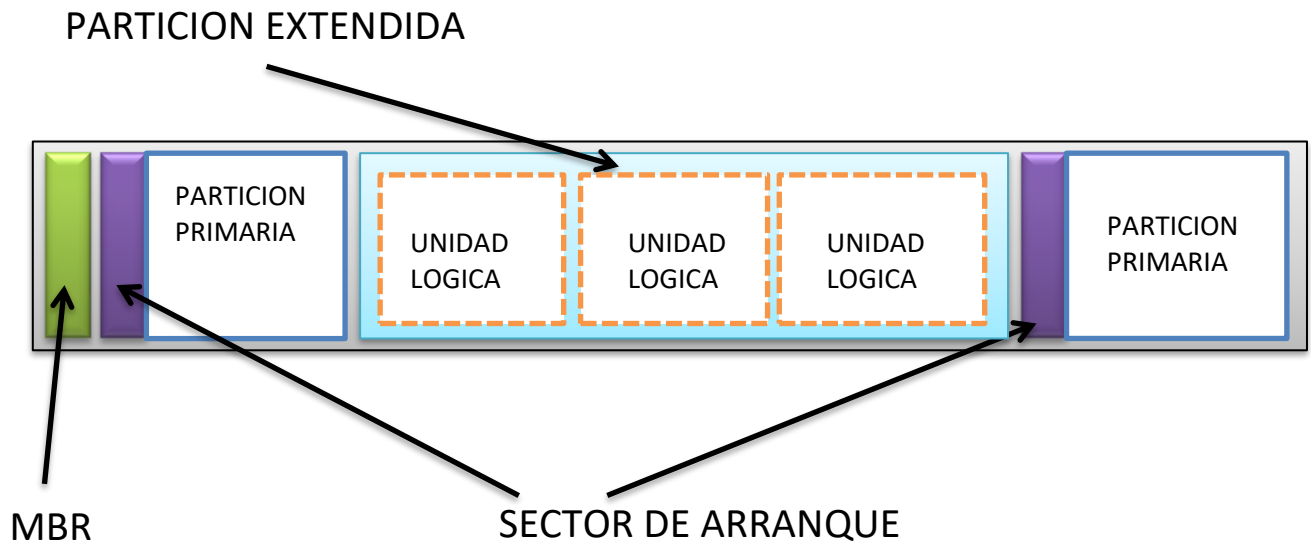 PARTICION EXTENDIDA
PARTICION
PRIMARIA
UNIDAD
LOGICA
UNIDAD
LOGICA
UNIDAD
LOGICA
PARTICION
PRIMARIA
MBR
SECTOR DE ARRANQUE